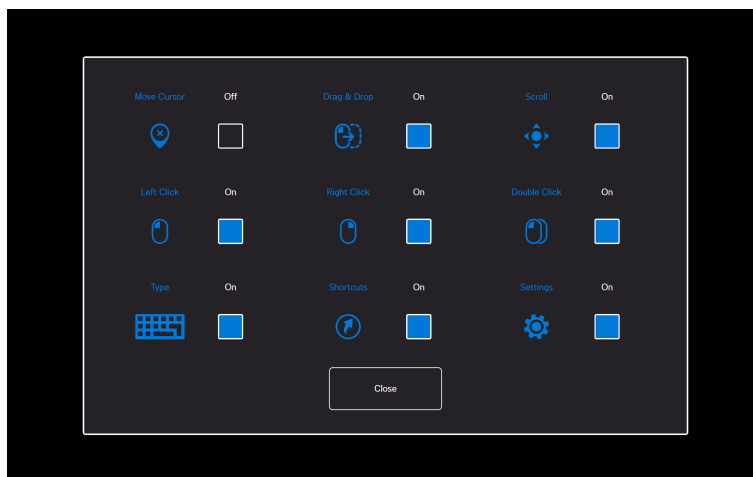 Move Cursor Off Drag & Drop On Scroll On
Left Click On Right Click On Double Click On
Type On Shortcuts On Settings On
Close